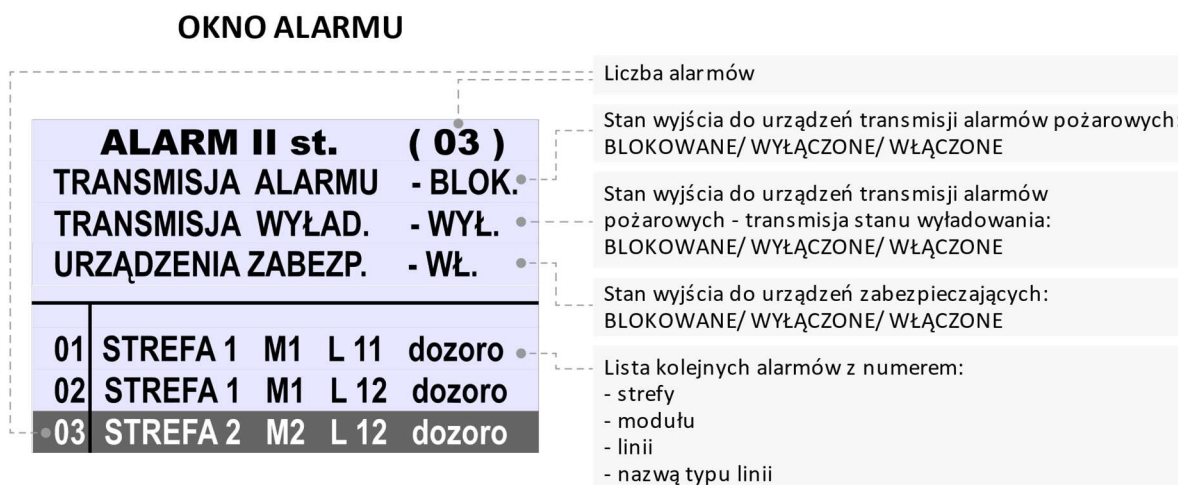 OKNO ALARMU
ALARM II st. ( 03 )
TRANSMISJA ALARMU - BLOK.
TRANSMISJA WYŁAD. - WYŁ.
URZĄDZENIA ZABEZP. - WŁ.
01 STREFA 1 M1 L 11 dozoro
02 STREFA 1 M1 L 12 dozoro
03 STREFA 2 M2 L 12 dozoro
Liczba alarmów
Stan wyjścia do urządzeń transmisji alarmów pożarowych:
BLOKOWANE/ WYŁĄCZONE/ WŁĄCZONE
Stan wyjścia do urządzeń transmisji alarmów
pożarowych - transmisja stanu wyładowania:
BLOKOWANE/ WYŁĄCZONE/ WŁĄCZONE
Stan wyjścia do urządzeń zabezpieczających:
BLOKOWANE/ WYŁĄCZONE/ WŁĄCZONE
Lista kolejnych alarmów z numerem:
- strefy
- modułu
- linii
- nazwą typu linii